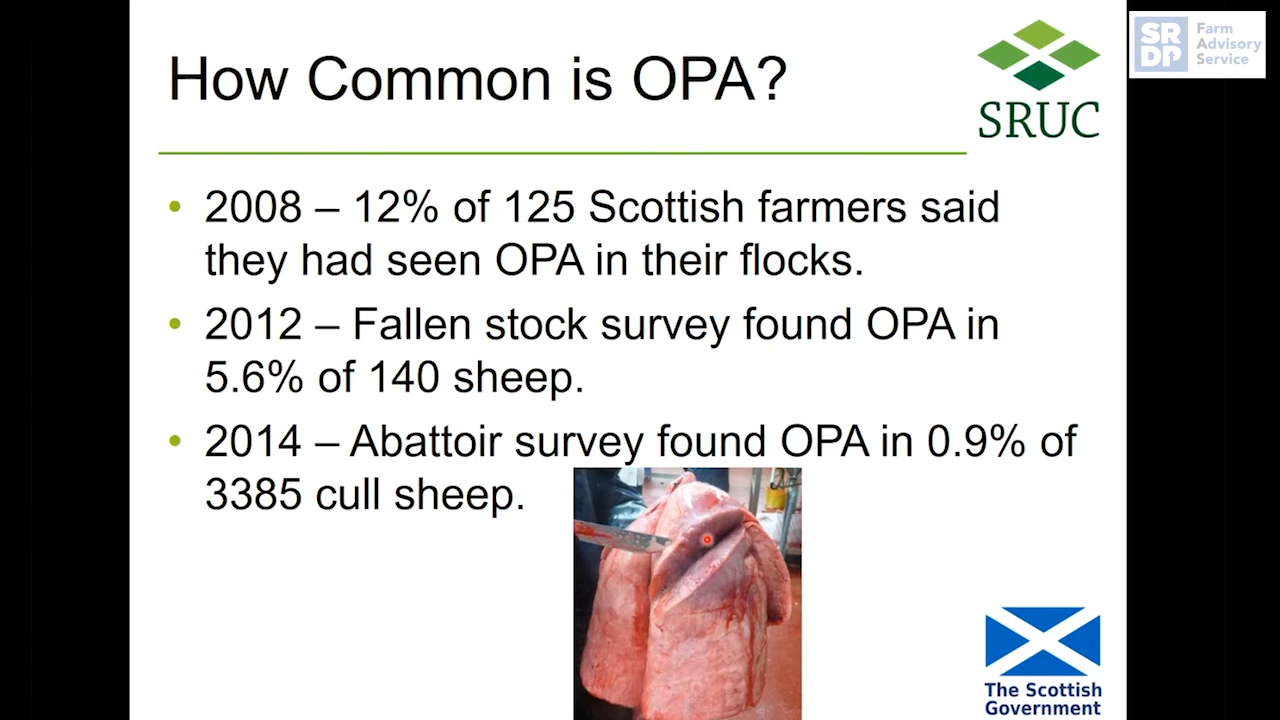 How Common is OPA?
SRUC
SR
DP
Farm
Advisory
Service
• 2008 – 12% of 125 Scottish farmers said
they had seen OPA in their flocks.
• 2012 – Fallen stock survey found OPA in
5.6% of 140 sheep.
• 2014 – Abattoir survey found OPA in 0.9% of
3385 cull sheep.
The Scottish
Government